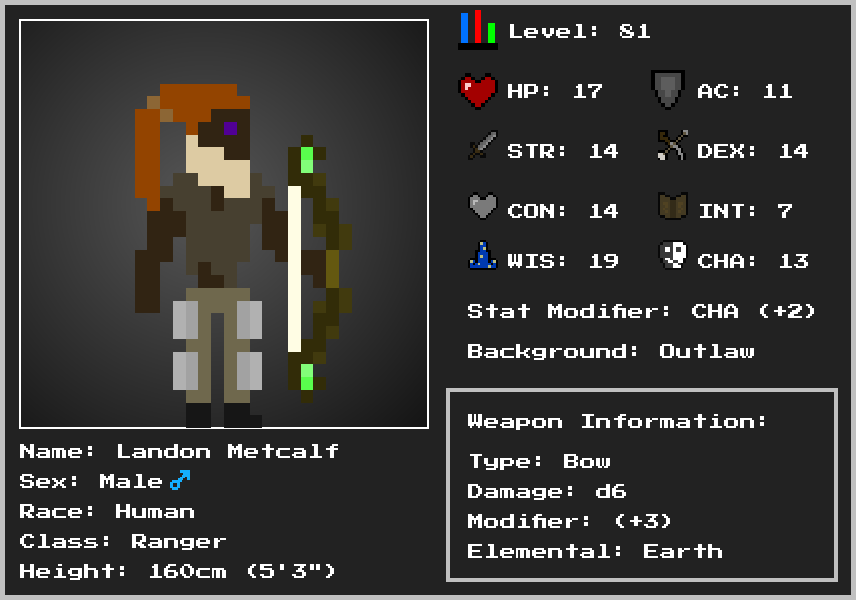 Level: 81
HP: 17 AC: 11
STR: 14 DEX: 14
CON: 14 INT: 7
WIS: 19 CHA: 13
Stat Modifier: CHA (+2)
Background: Outlaw
Weapon Information:
Type: Bow
Damage: d6
Modifier: (+3)
Elemental: Earth
Name: Landon Metcalf
Sex: Male ♂
Race: Human
Class: Ranger
Height: 160cm (5'3")